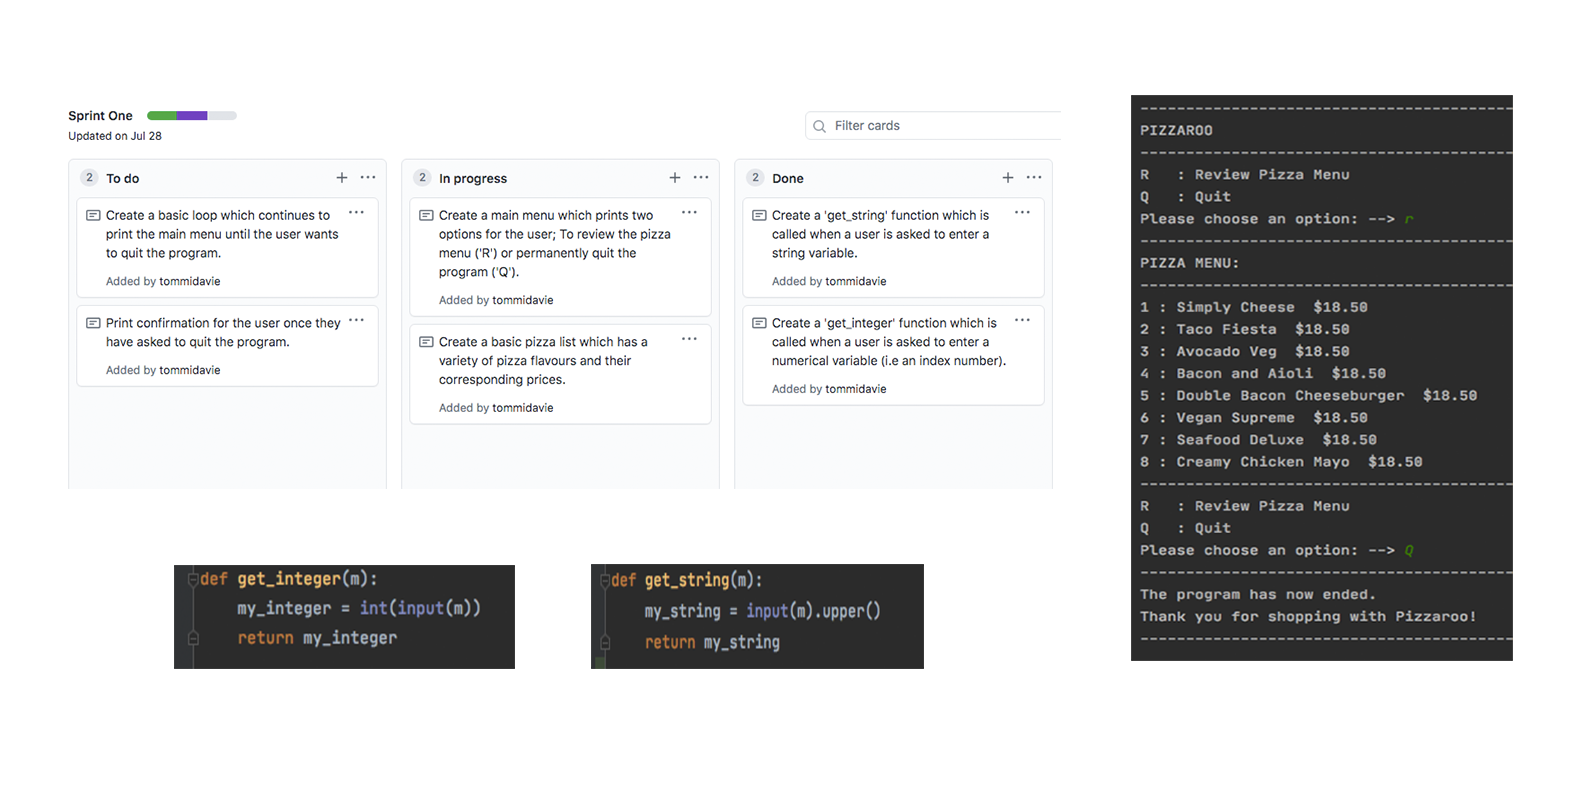 Sprint One
Updated on Jul 28
Filter cards
2 To do
Create a basic loop which continues to
print the main menu until the user wants
to quit the program.
Added by tommidavie
Print confirmation for the user once they
have asked to quit the program.
Added by tommidavie
2 In progress
Create a main menu which prints two
options for the user; To review the pizza
menu ('R') or permanently quit the
program ('Q').
Added by tommidavie
Create a basic pizza list which has a
variety of pizza flavours and their
corresponding prices.
Added by tommidavie
2 Done
Create a 'get_string' function which is
called when a user is asked to enter a
string variable.
Added by tommidavie
Create a 'get_integer' function which is
called when a user is asked to enter a
numerical variable (i.e an index number).
Added by tommidavie
def get_integer(m):
my_integer = int(input(m))
return my_integer
def get_string(m):
my_string = input(m).upper()
return my_string
-----------------------------------------
PIZZAROO
-----------------------------------------
R   : Review Pizza Menu
Q   : Quit
Please choose an option: --> r
-----------------------------------------
PIZZA MENU:
-----------------------------------------
1 : Simply Cheese  $18.50
2 : Taco Fiesta  $18.50
3 : Avocado Veg  $18.50
4 : Bacon and Aioli  $18.50
5 : Double Bacon Cheeseburger  $18.50
6 : Vegan Supreme  $18.50
7 : Seafood Deluxe  $18.50
8 : Creamy Chicken Mayo  $18.50
-----------------------------------------
R   : Review Pizza Menu
Q   : Quit
Please choose an option: --> Q
-----------------------------------------
The program has now ended.
Thank you for shopping with Pizzaroo!
-----------------------------------------